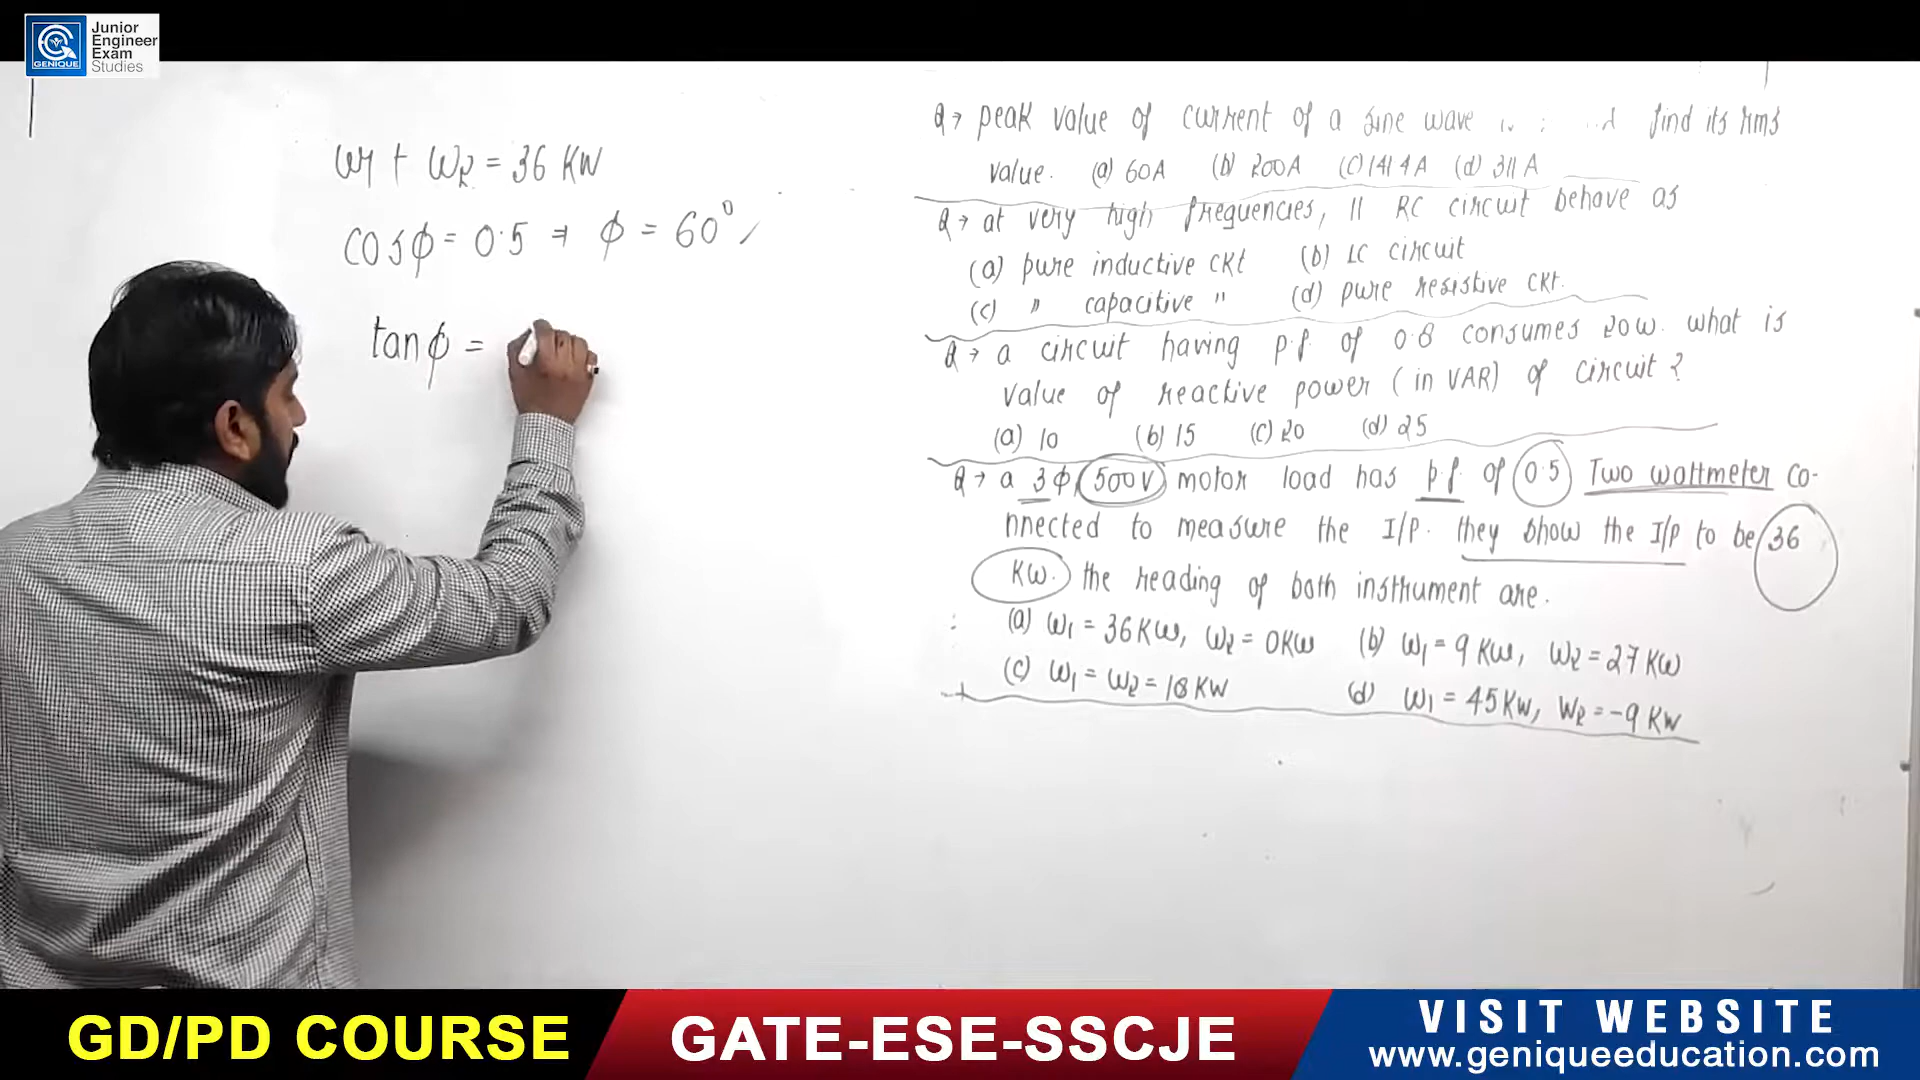 Junior
Engineer
Exam
Studies
GENIQUE
W1 + W2 = 36 KW
cosφ = 0.5 ⇒ φ = 60°
tanφ =
Q→ peak value of current of a sine wave find its rms
value. (a) 60A (b) 200A (c) 141.4A (d) 311 A
Q→ at very high frequencies, || RC circuit behave as
(a) pure inductive ckt (b) LC circuit
(c) " capacitive " (d) pure resistive ckt.
Q→ a circuit having p.f. of 0.8 consumes 20W. what is
value of reactive power (in VAR) of circuit?
(a) 10 (b) 15 (c) 20 (d) 25
Q→ a 3φ, 500V motor load has p.f. of 0.5 Two wattmeter co-
nnected to measure the I/P. they show the I/P to be 36
KW. the reading of both instrument are.
(a) W1 = 36KW, W2 = 0KW (b) W1 = 9 KW, W2 = 27 KW
(c) W1 = W2 = 18 KW (d) W1 = 45KW, W2 = -9 KW
GD/PD COURSE
GATE-ESE-SSCJE
VISIT WEBSITE
www.geniqueeducation.com